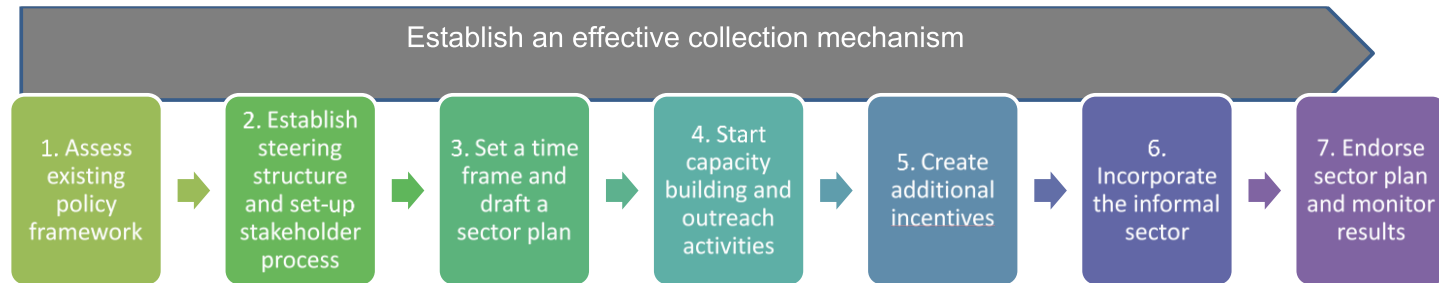 Establish an effective collection mechanism
1. Assess
existing
policy
framework
2. Establish
steering
structure
and set-up
stakeholder
process
3. Set a time
frame and
draft a
sector plan
4. Start
capacity
building and
outreach
activities
5. Create
additional
incentives
6.
Incorporate
the informal
sector
7. Endorse
sector plan
and monitor
results